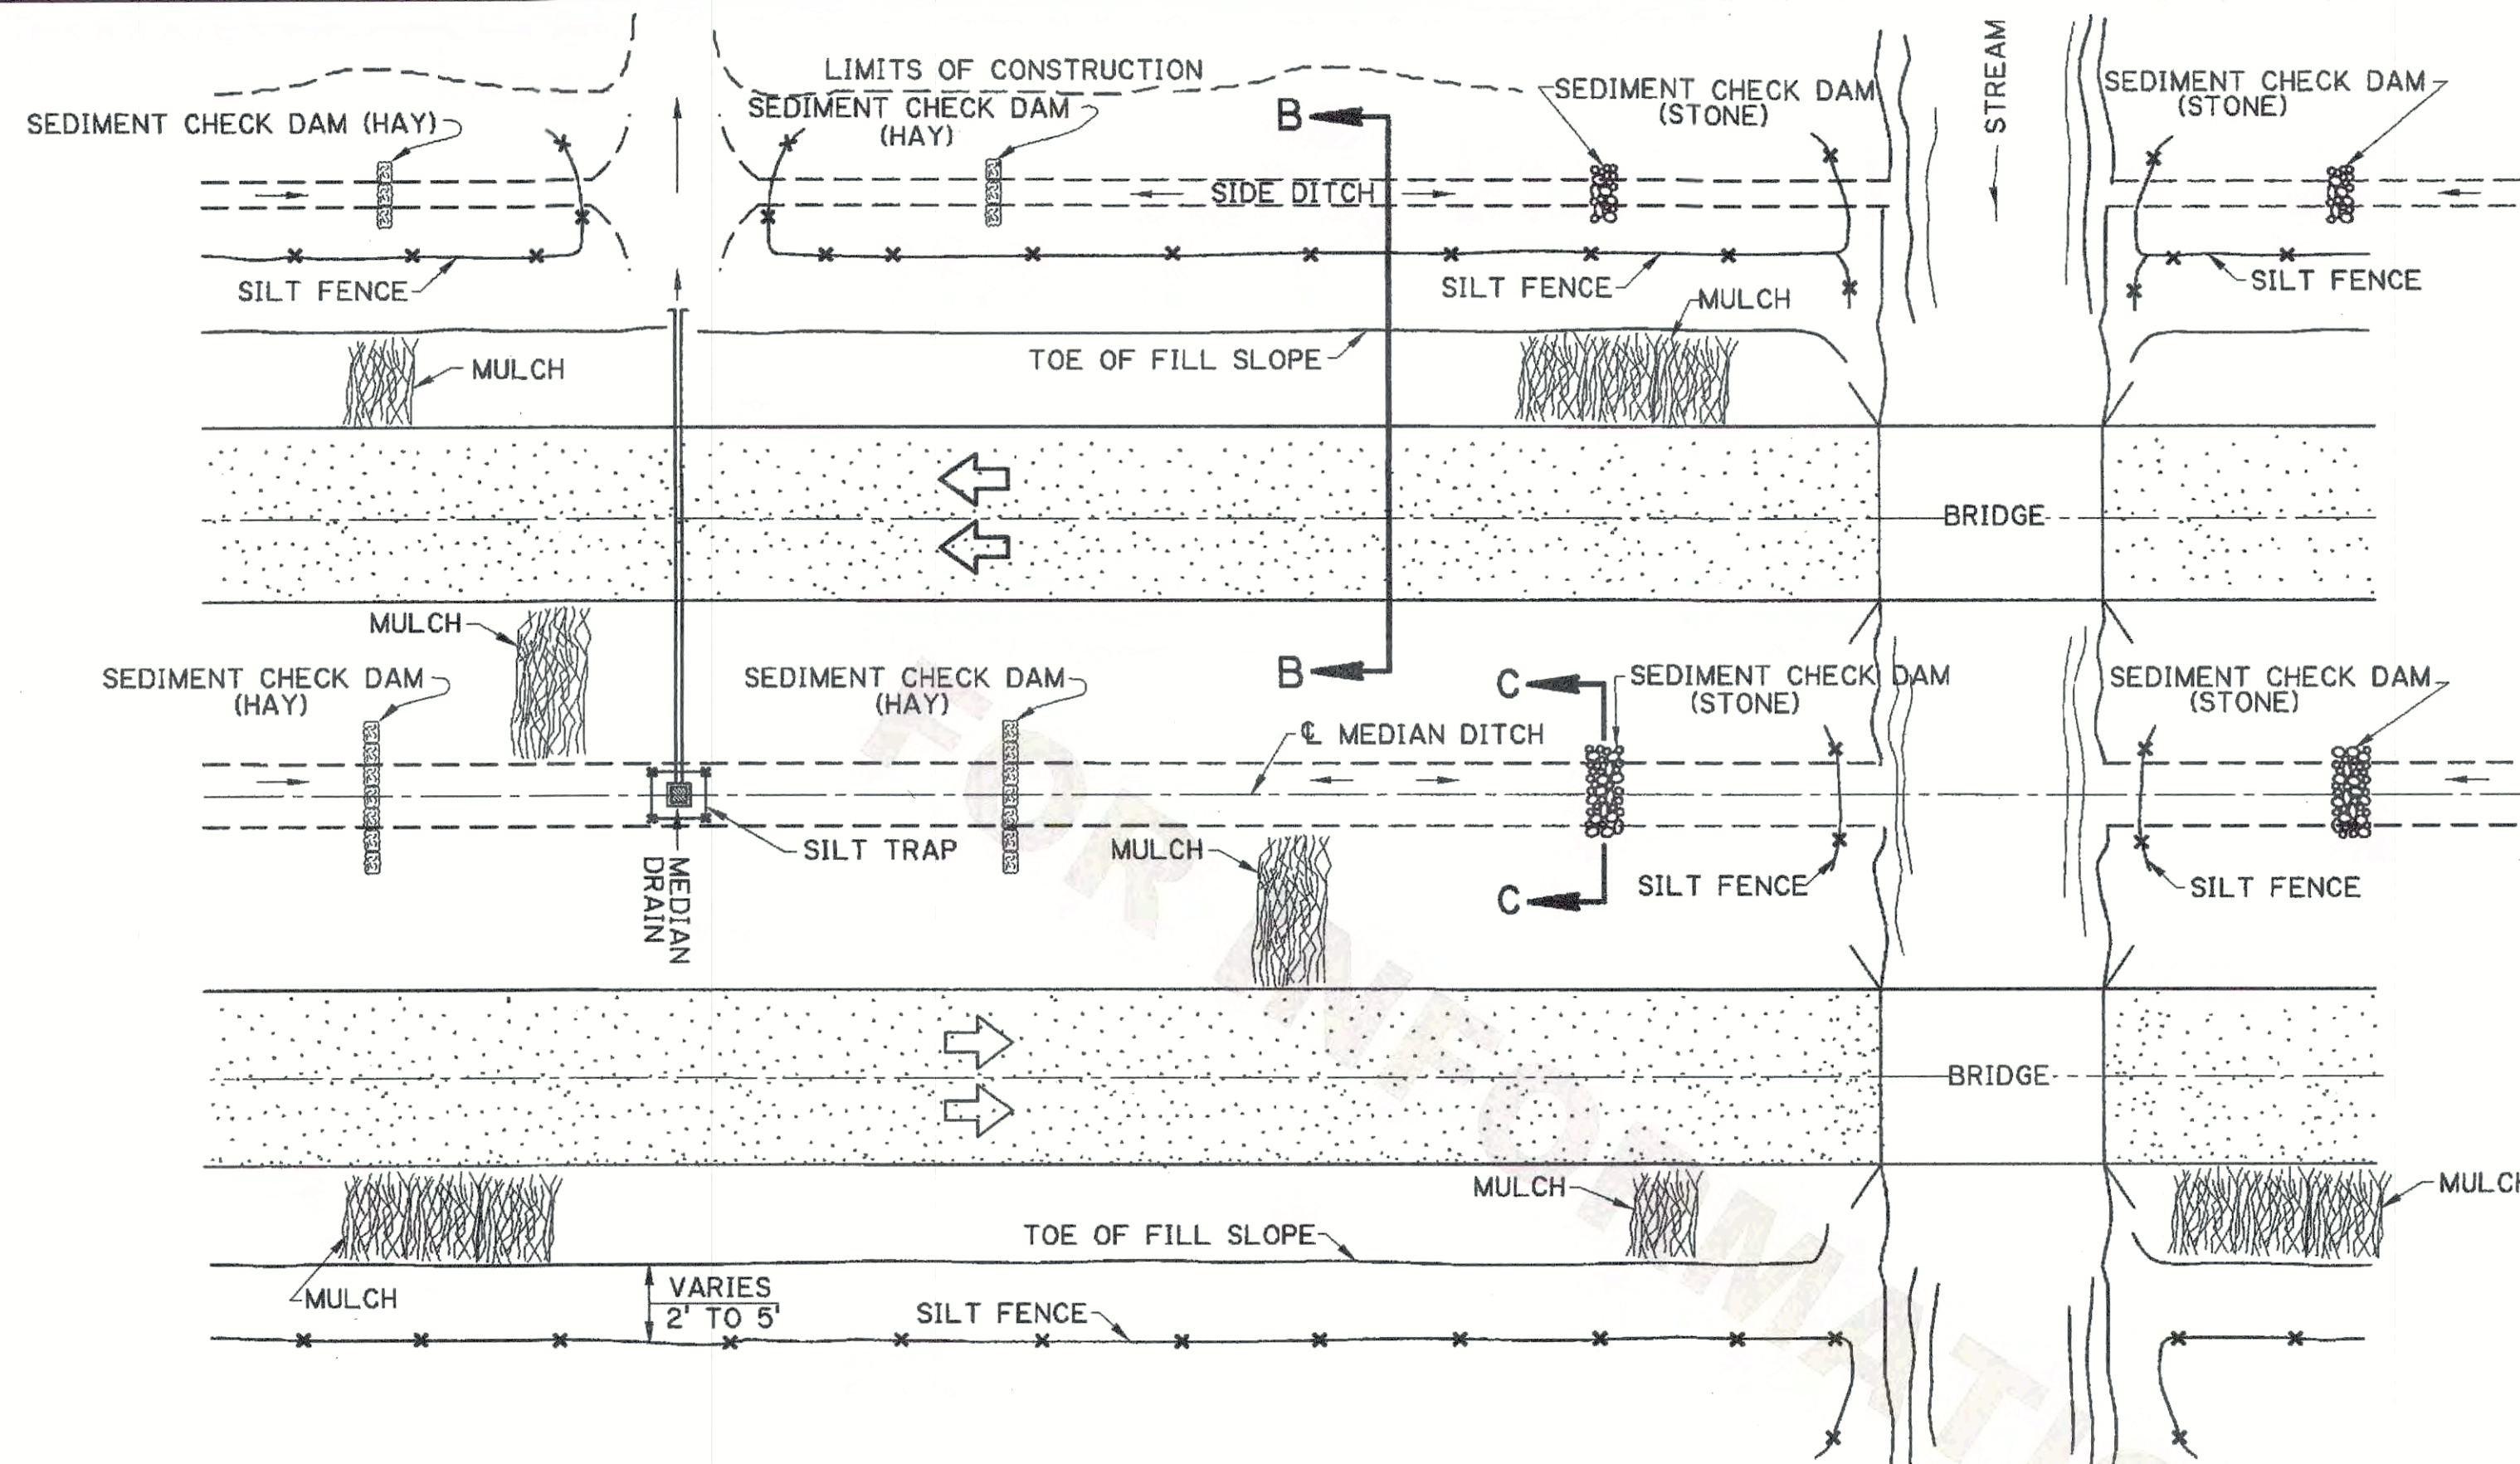 LIMITS OF CONSTRUCTION
STREAM
SEDIMENT CHECK DAM (HAY)
SEDIMENT CHECK DAM
(HAY)
B
SEDIMENT CHECK DAM
(STONE)
SEDIMENT CHECK DAM
(STONE)
SIDE DITCH
SILT FENCE
SILT FENCE
MULCH
SILT FENCE
MULCH
TOE OF FILL SLOPE
BRIDGE
MULCH
SEDIMENT CHECK DAM
(HAY)
SEDIMENT CHECK DAM
(HAY)
B
C
SEDIMENT CHECK DAM
(STONE)
SEDIMENT CHECK DAM
(STONE)
℄ MEDIAN DITCH
SILT TRAP
MULCH
MEDIAN
DRAIN
C
SILT FENCE
SILT FENCE
BRIDGE
MULCH
MULCH
TOE OF FILL SLOPE
MULCH
VARIES
2' TO 5'
SILT FENCE
FOR INFORMATIO